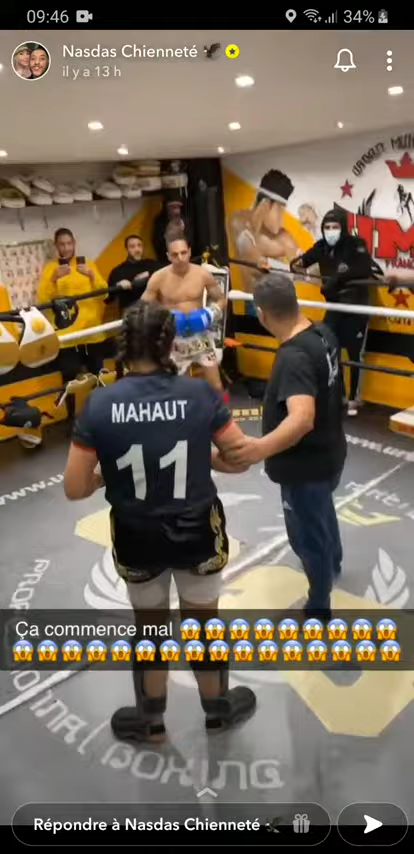 09:46
34%
Nasdas Chienneté 🦅
il y a 13 h
MAHAUT
11
Ça commence mal 😱😱😱😱😱😱😱😱😱
😱😱😱😱😱😱😱😱😱😱😱😱😱😱😱😱
BOXING
Répondre à Nasdas Chienneté 🦅